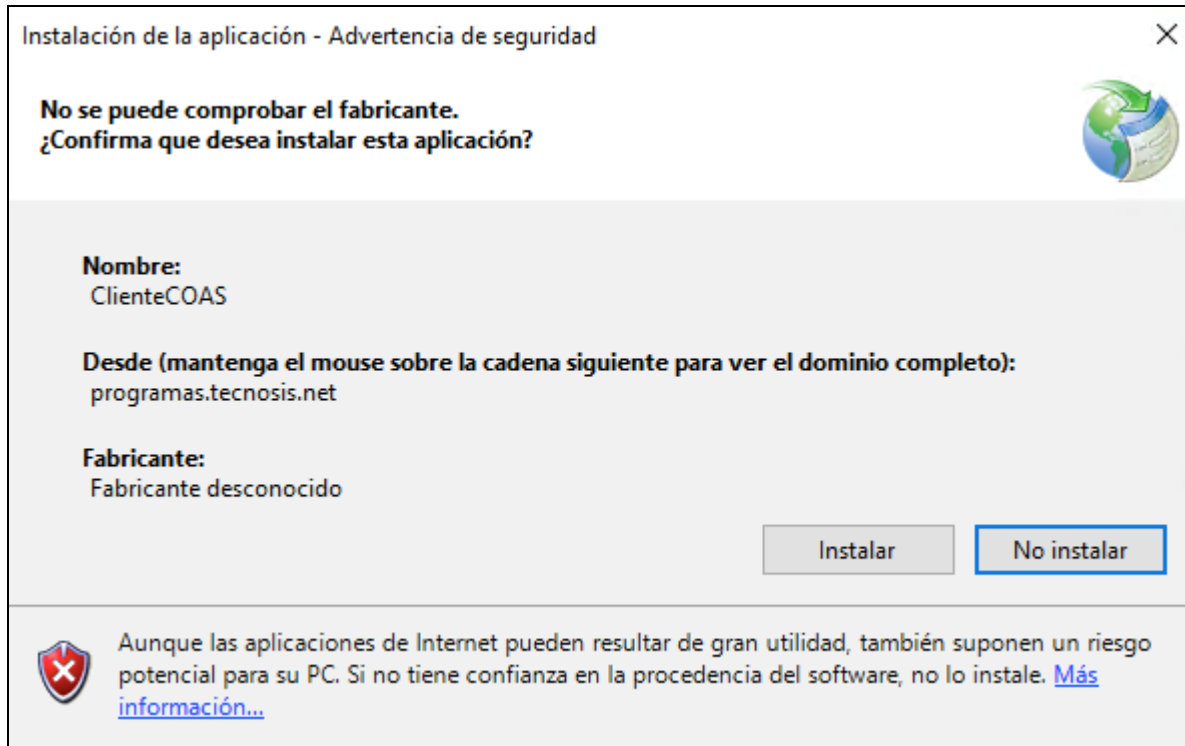 Instalación de la aplicación - Advertencia de seguridad
No se puede comprobar el fabricante.
¿Confirma que desea instalar esta aplicación?
Nombre:
ClienteCOAS
Desde (mantenga el mouse sobre la cadena siguiente para ver el dominio completo):
programas.tecnosis.net
Fabricante:
Fabricante desconocido
Instalar
No instalar
Aunque las aplicaciones de Internet pueden resultar de gran utilidad, también suponen un riesgo
potencial para su PC. Si no tiene confianza en la procedencia del software, no lo instale. Más
información...